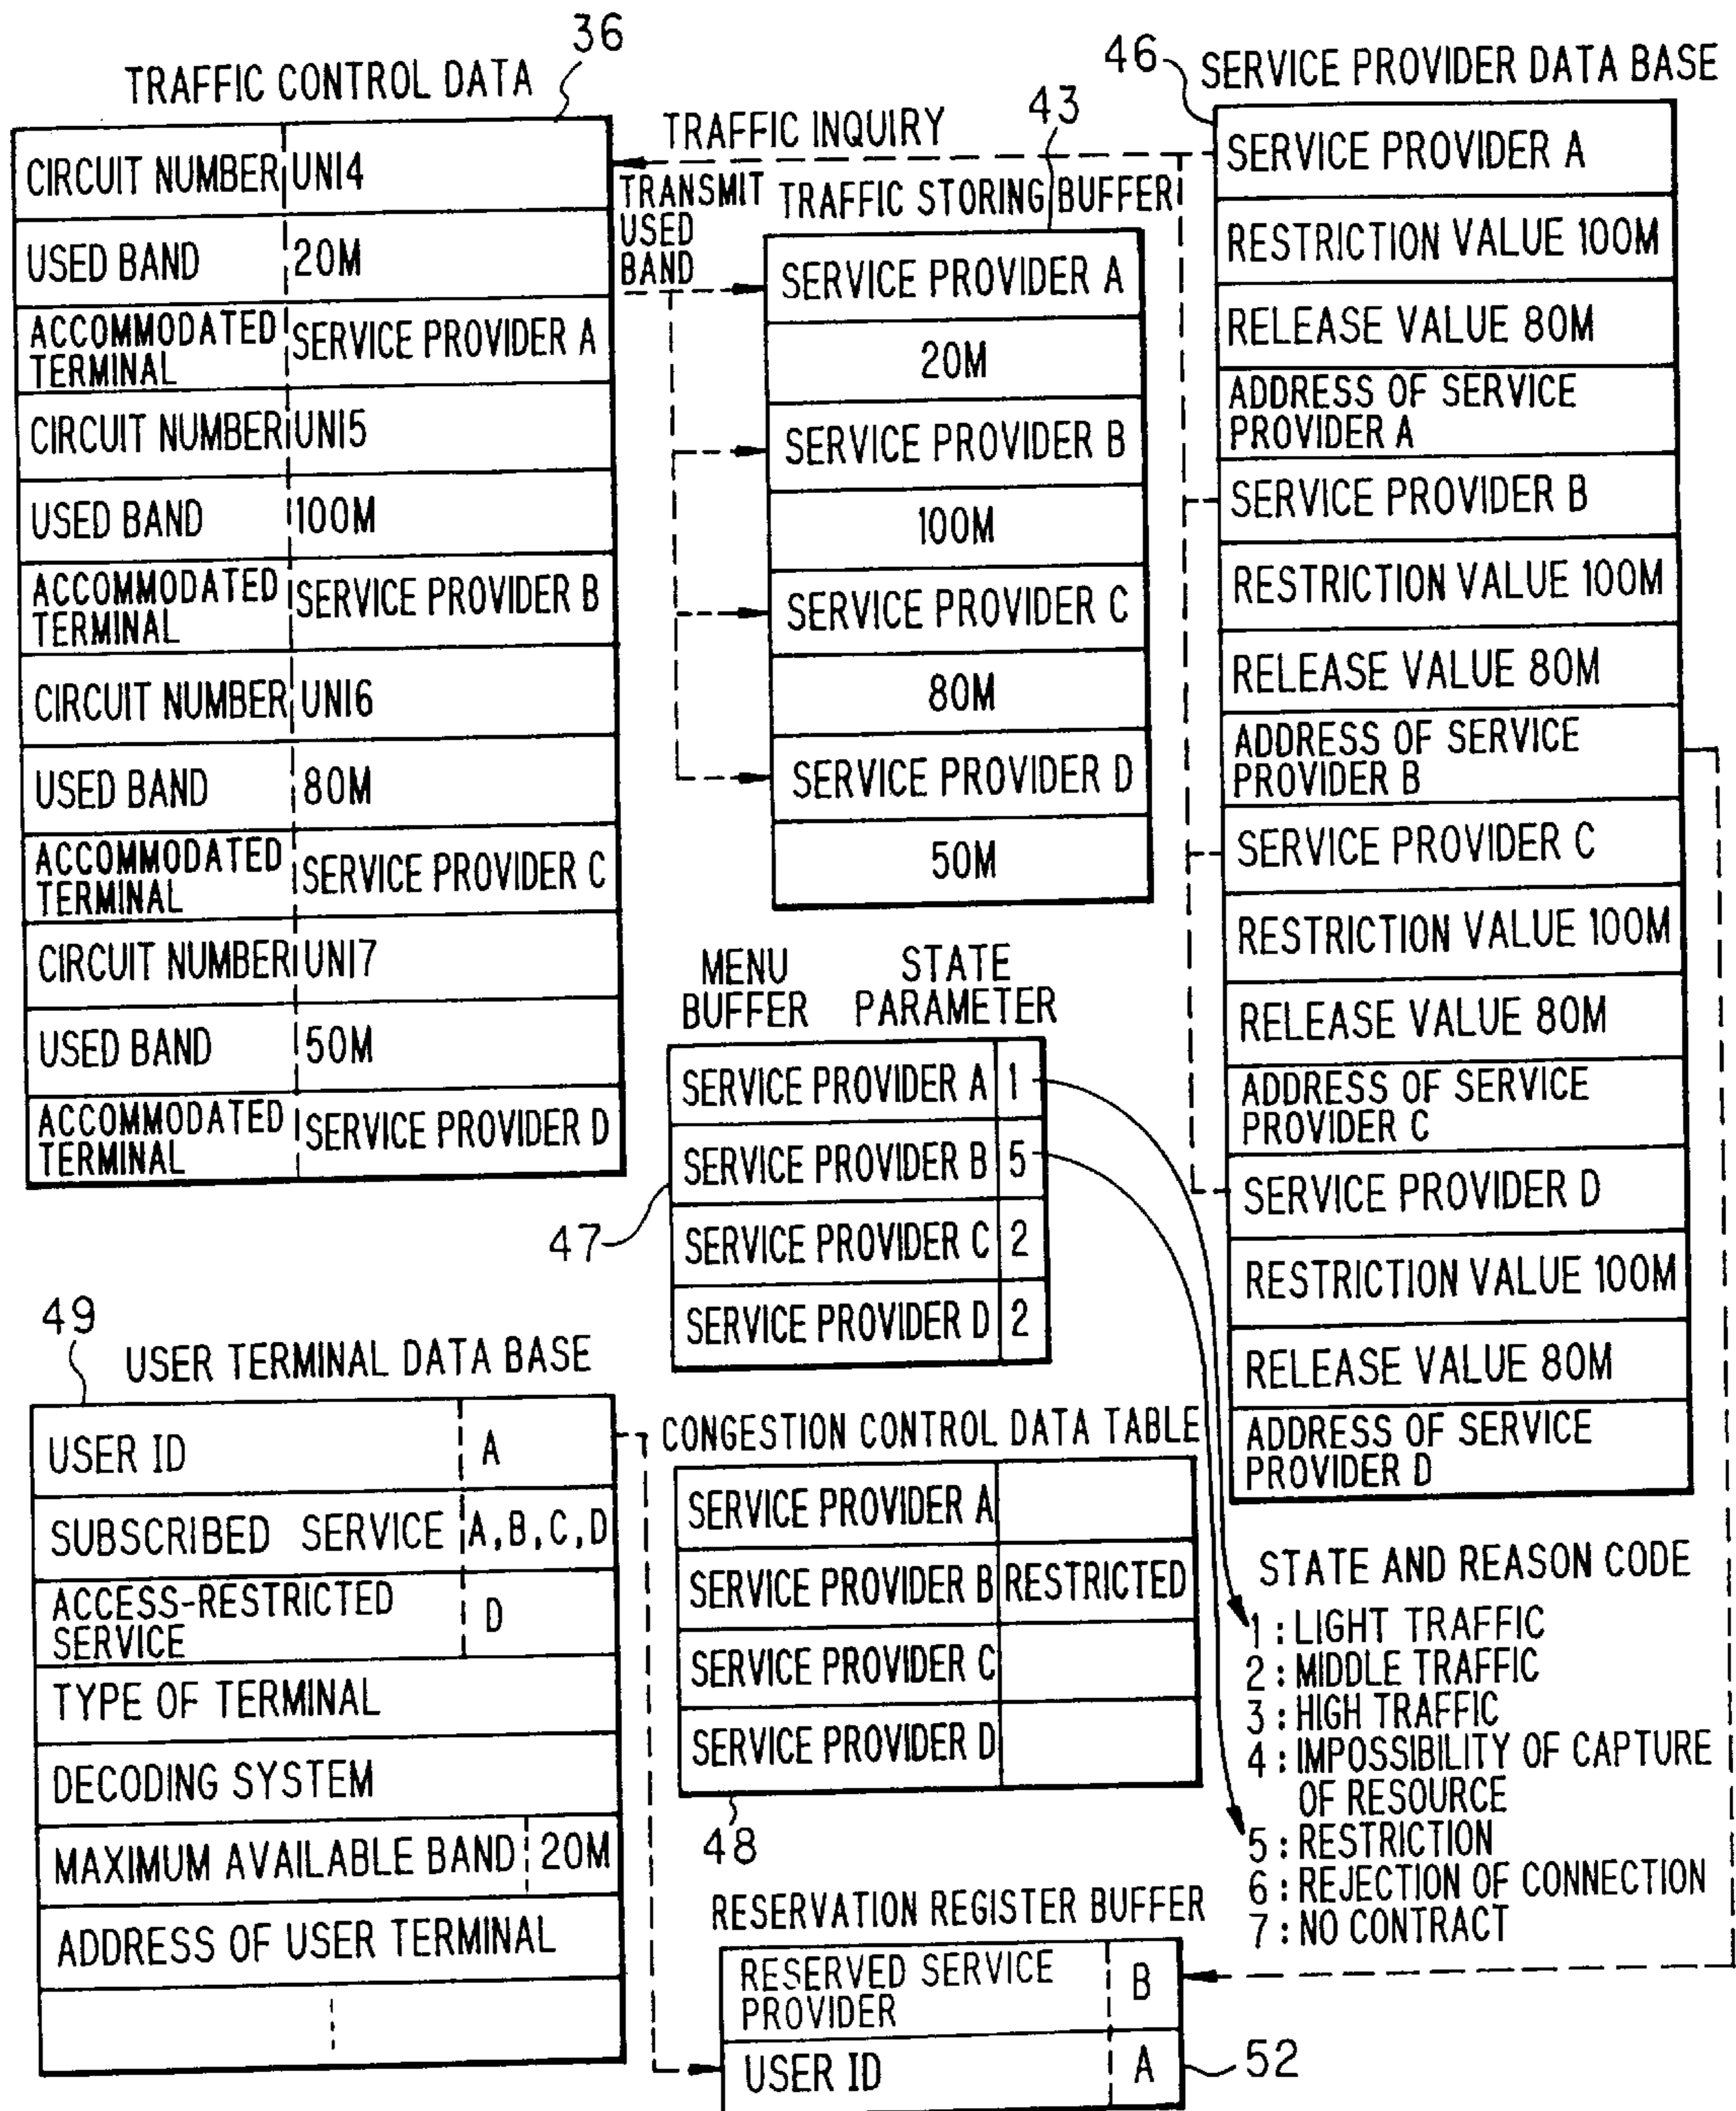 36
TRAFFIC CONTROL DATA
CIRCUIT NUMBER UNI4
USED BAND 20M
ACCOMMODATED TERMINAL SERVICE PROVIDER A
CIRCUIT NUMBER UNI5
USED BAND 100M
ACCOMMODATED TERMINAL SERVICE PROVIDER B
CIRCUIT NUMBER UNI6
USED BAND 80M
ACCOMMODATED TERMINAL SERVICE PROVIDER C
CIRCUIT NUMBER UNI7
USED BAND 50M
ACCOMMODATED TERMINAL SERVICE PROVIDER D
TRAFFIC INQUIRY
TRANSMIT
USED
BAND
43
TRAFFIC STORING BUFFER
SERVICE PROVIDER A
20M
SERVICE PROVIDER B
100M
SERVICE PROVIDER C
80M
SERVICE PROVIDER D
50M
46
SERVICE PROVIDER DATA BASE
SERVICE PROVIDER A
RESTRICTION VALUE 100M
RELEASE VALUE 80M
ADDRESS OF SERVICE
PROVIDER A
SERVICE PROVIDER B
RESTRICTION VALUE 100M
RELEASE VALUE 80M
ADDRESS OF SERVICE
PROVIDER B
SERVICE PROVIDER C
RESTRICTION VALUE 100M
RELEASE VALUE 80M
ADDRESS OF SERVICE
PROVIDER C
SERVICE PROVIDER D
RESTRICTION VALUE 100M
RELEASE VALUE 80M
ADDRESS OF SERVICE
PROVIDER D
MENU BUFFER
STATE PARAMETER
SERVICE PROVIDER A 1
SERVICE PROVIDER B 5
SERVICE PROVIDER C 2
SERVICE PROVIDER D 2
47
49
USER TERMINAL DATA BASE
USER ID A
SUBSCRIBED SERVICE A,B,C,D
ACCESS-RESTRICTED
SERVICE D
TYPE OF TERMINAL
DECODING SYSTEM
MAXIMUM AVAILABLE BAND 20M
ADDRESS OF USER TERMINAL
CONGESTION CONTROL DATA TABLE
SERVICE PROVIDER A
SERVICE PROVIDER B RESTRICTED
SERVICE PROVIDER C
SERVICE PROVIDER D
48
STATE AND REASON CODE
1 : LIGHT TRAFFIC
2 : MIDDLE TRAFFIC
3 : HIGH TRAFFIC
4 : IMPOSSIBILITY OF CAPTURE
OF RESOURCE
5 : RESTRICTION
6 : REJECTION OF CONNECTION
7 : NO CONTRACT
RESERVATION REGISTER BUFFER
RESERVED SERVICE
PROVIDER B
USER ID A
52